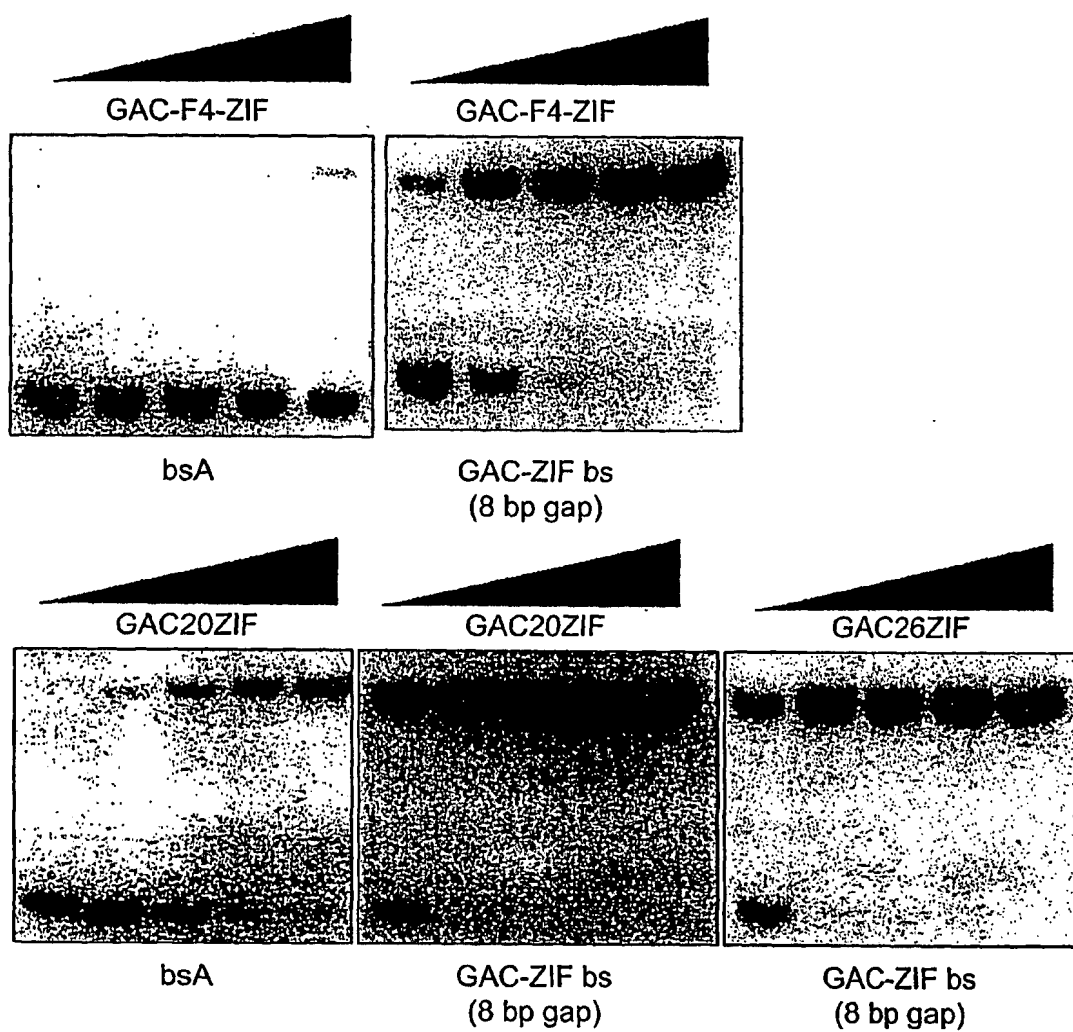 GAC-F4-ZIF
GAC-F4-ZIF
bsA
GAC-ZIF bs
(8 bp gap)
GAC20ZIF
GAC20ZIF
GAC26ZIF
bsA
GAC-ZIF bs
(8 bp gap)
GAC-ZIF bs
(8 bp gap)